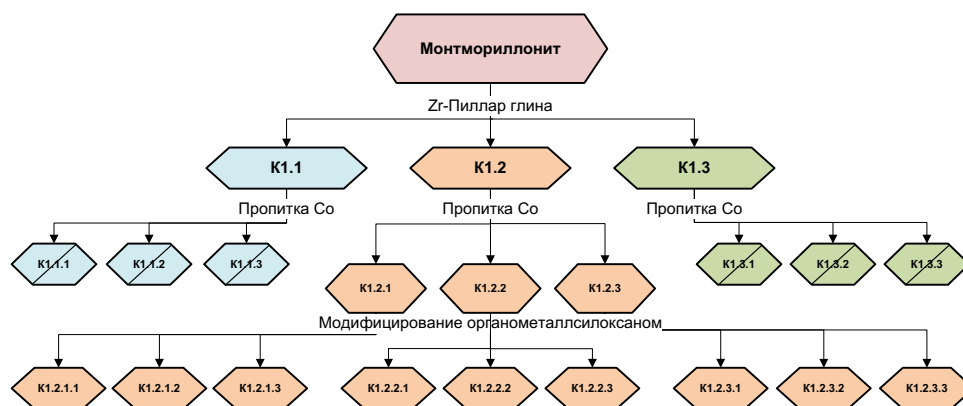 Монтмориллонит
Zr-Пиллар глина
К1.1
К1.2
К1.3
Пропитка Со
Пропитка Со
Пропитка Со
К1.1.1
К1.1.2
К1.1.3
К1.2.1
К1.2.2
К1.2.3
К1.3.1
К1.3.2
К1.3.3
Модифицирование органометаллсилоксаном
К1.2.1.1
К1.2.1.2
К1.2.1.3
К1.2.2.1
К1.2.2.2
К1.2.2.3
К1.2.3.1
К1.2.3.2
К1.2.3.3